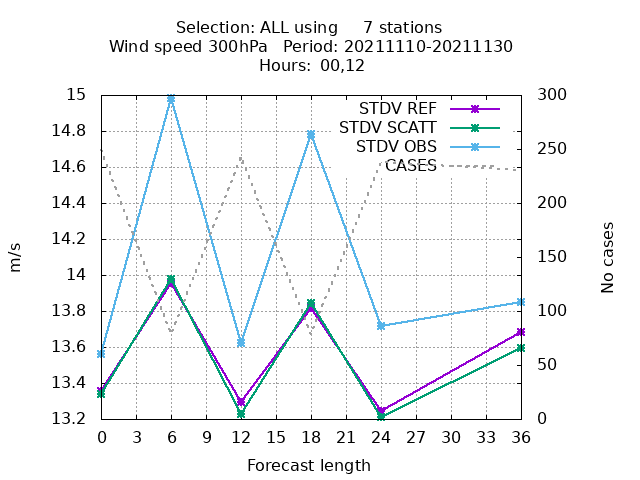 Selection: ALL using     7 stations
Wind speed 300hPa   Period: 20211110-20211130
Hours: 00,12
15
14.8
14.6
14.4
14.2
14
13.8
13.6
13.4
13.2
m/s
STDV REF
STDV SCATT
STDV OBS
CASES
300
250
200
150
100
50
0
No cases
0 3 6 9 12 15 18 21 24 27 30 33 36
Forecast length